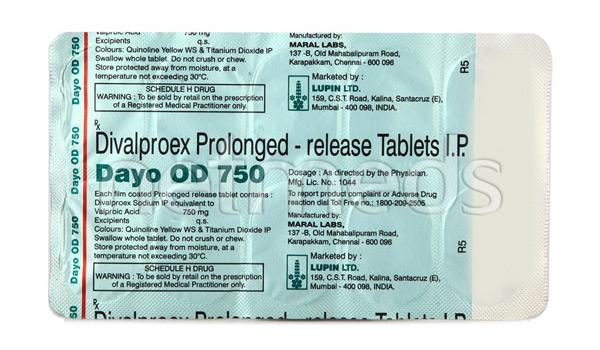 Valproic Acid 750 mg
Excipients q.s.
Colours: Quinoline Yellow WS & Titanium Dioxide IP
Swallow whole tablet. Do not crush or chew.
Store protected away from moisture, at a
temperature not exceeding 30°C.
SCHEDULE H DRUG
WARNING : To be sold by retail on the prescription
of a Registered Medical Practitioner only.
Manufactured by:
MARAL LABS,
137 -B, Old Mahabalipuram Road,
Karapakkam, Chennai - 600 096
Marketed by :
LUPIN LTD.
159, C.S.T. Road, Kalina, Santacruz (E),
Mumbai - 400 098, INDIA.
R5
Dayo OD 750
Rx
Divalproex Prolonged - release Tablets I.P.
Dayo OD 750
Each film coated Prolonged release tablet contains :
Divalproex Sodium IP equivalent to
Valproic Acid 750 mg
Excipients q.s.
Colours: Quinoline Yellow WS & Titanium Dioxide IP
Swallow whole tablet. Do not crush or chew.
Store protected away from moisture, at a
temperature not exceeding 30°C.
SCHEDULE H DRUG
WARNING : To be sold by retail on the prescription
of a Registered Medical Practitioner only.
Dosage : As directed by the Physician.
Mfg. Lic. No.: 1044
To report product complaint or Adverse Drug
reaction dial Toll Free no.: 1800-209-2505
Manufactured by:
MARAL LABS,
137 -B, Old Mahabalipuram Road,
Karapakkam, Chennai - 600 096
Marketed by :
LUPIN LTD.
159, C.S.T. Road, Kalina, Santacruz (E),
Mumbai - 400 098, INDIA.
R5
Dayo OD 750
Dayo OD 750
Rx
Divalproex Prolonged - release Tablets I.P.
netmeds